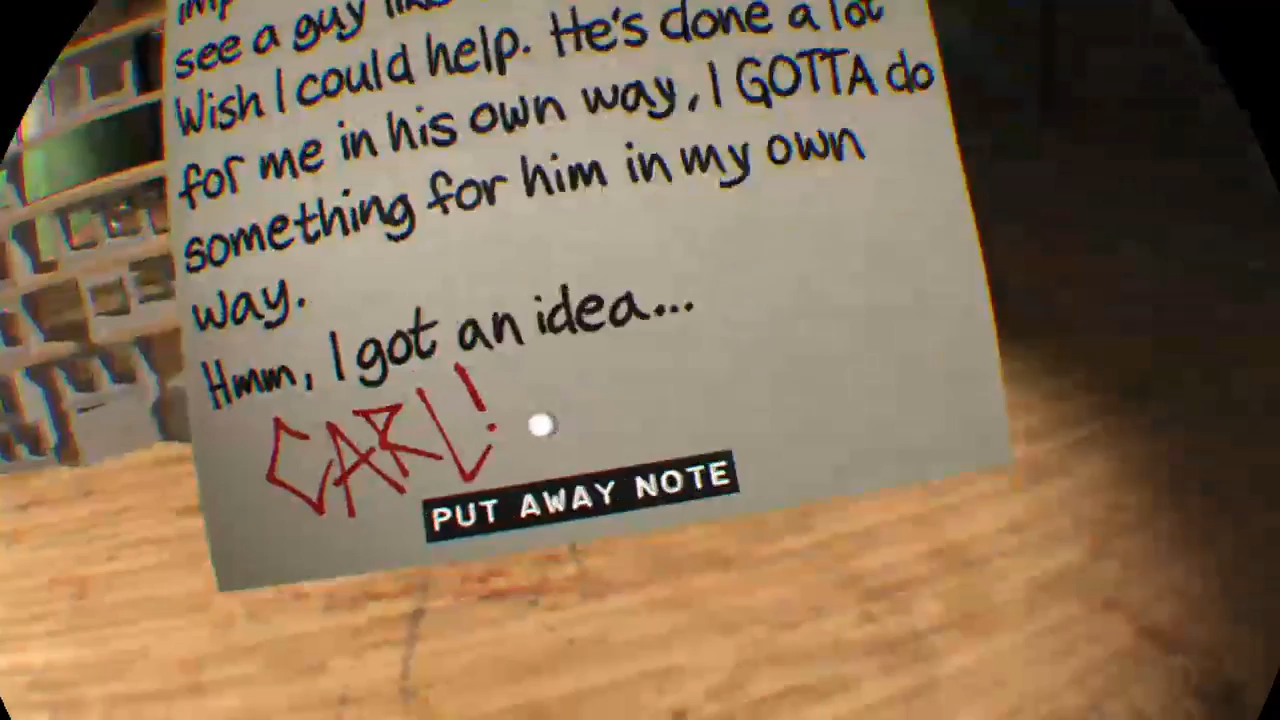 see a guy
Wish I could help. He's done a lot
for me in his own way, I GOTTA do
something for him in my own
way.
Hmm, I got an idea...
CARL!
PUT AWAY NOTE